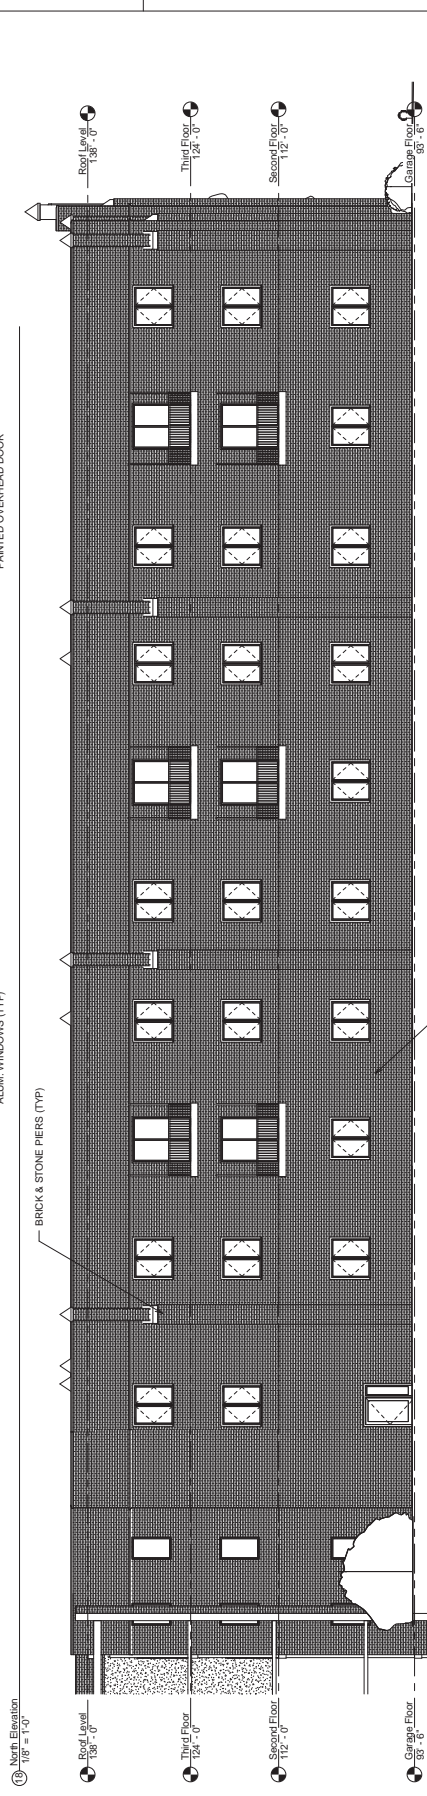 PAINTED OVERHEAD DOOR
ALUM. WINDOWS (TYP)
BRICK & STONE PIERS (TYP)
Roof Level
138' - 0"
Third Floor
124' - 0"
Second Floor
112' - 0"
Garage Floor
93' - 6"
18
North Elevation
1/8" = 1'-0"
Roof Level
138' - 0"
Third Floor
124' - 0"
Second Floor
112' - 0"
Garage Floor
93' - 6"